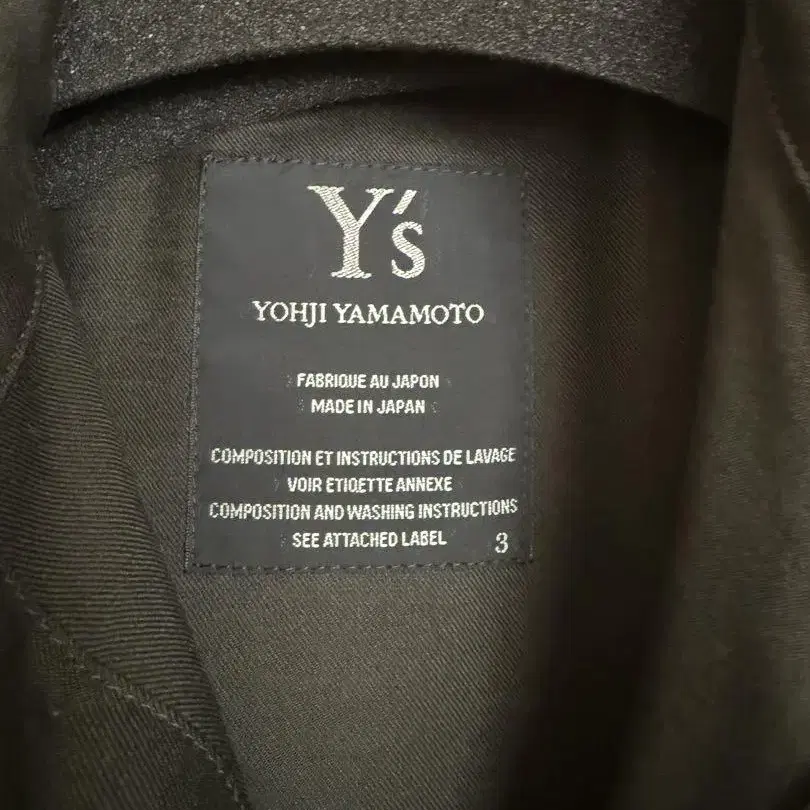 Y's
YOHJI YAMAMOTO
FABRIQUE AU JAPON
MADE IN JAPAN
COMPOSITION ET INSTRUCTIONS DE LAVAGE
VOIR ETIQETTE ANNEXE
COMPOSITION AND WASHING INSTRUCTIONS
SEE ATTACHED LABEL 3